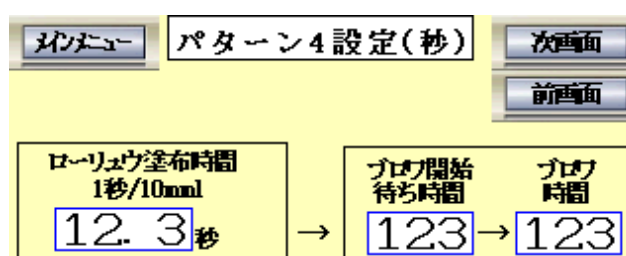 メインメニュー
パターン4設定(秒)
次画面
前画面
ローリュウ塗布時間
1秒/10mml
12.3秒
→
ブロワ開始
待ち時間
123
→
ブロワ
時間
123